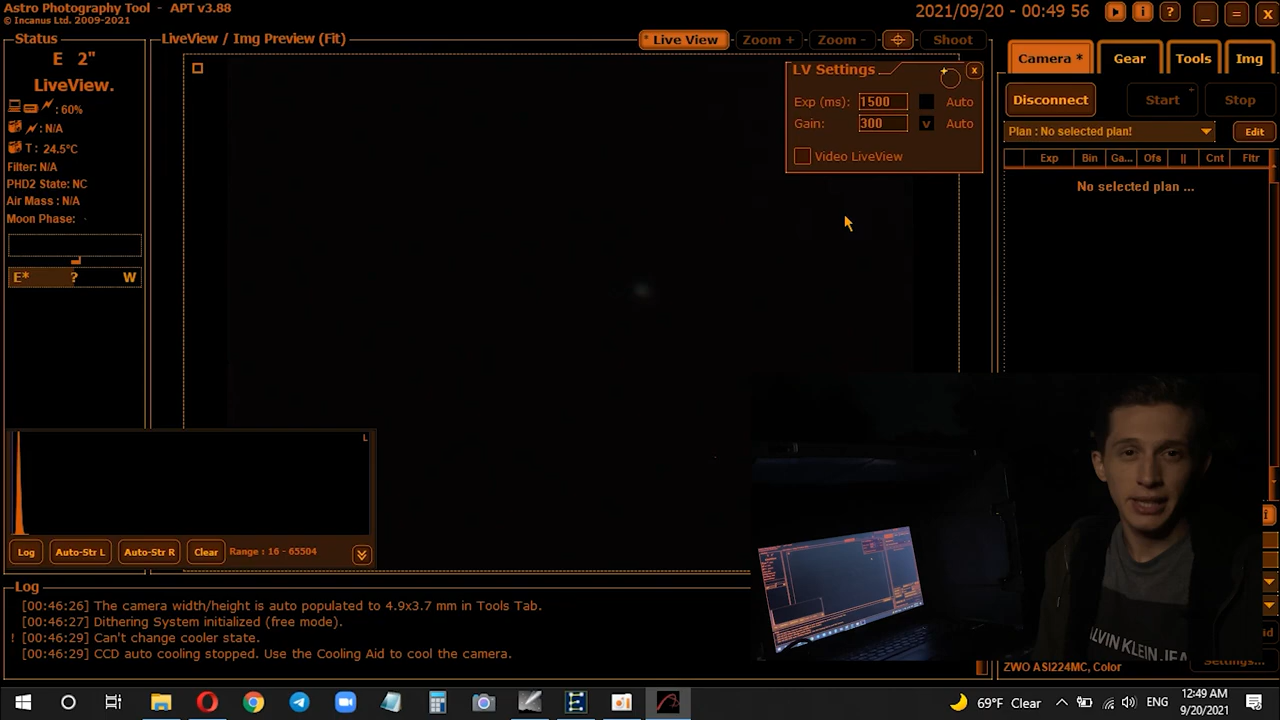 Astro Photography Tool - APT v3.88
© Incanus Ltd. 2009-2021
2021/09/20 - 00:49 56
Status
E 2"
LiveView.
: 60%
: N/A
T : 24.5°C
Filter: N/A
PHD2 State: NC
Air Mass : N/A
Moon Phase:
E* ? W
LiveView / Img Preview (Fit)
* Live View
Zoom +
Zoom -
Shoot
LV Settings
x
Exp (ms): 1500 Auto
Gain: 300 v Auto
Video LiveView
Camera *
Gear
Tools
Img
Disconnect
Start
Stop
Plan : No selected plan!
Edit
Exp Bin Ga... Ofs || Cnt Fltr
No selected plan ...
L
Log
Auto-Str L
Auto-Str R
Clear
Range : 16 - 65504
Log
[00:46:26] The camera width/height is auto populated to 4.9x3.7 mm in Tools Tab.
[00:46:27] Dithering System initialized (free mode).
! [00:46:29] Can't change cooler state.
[00:46:29] CCD auto cooling stopped. Use the Cooling Aid to cool the camera.
ALVIN KLEIN JEA
Settings...
ZWO ASI224MC, Color
69°F Clear
ENG
12:49 AM
9/20/2021